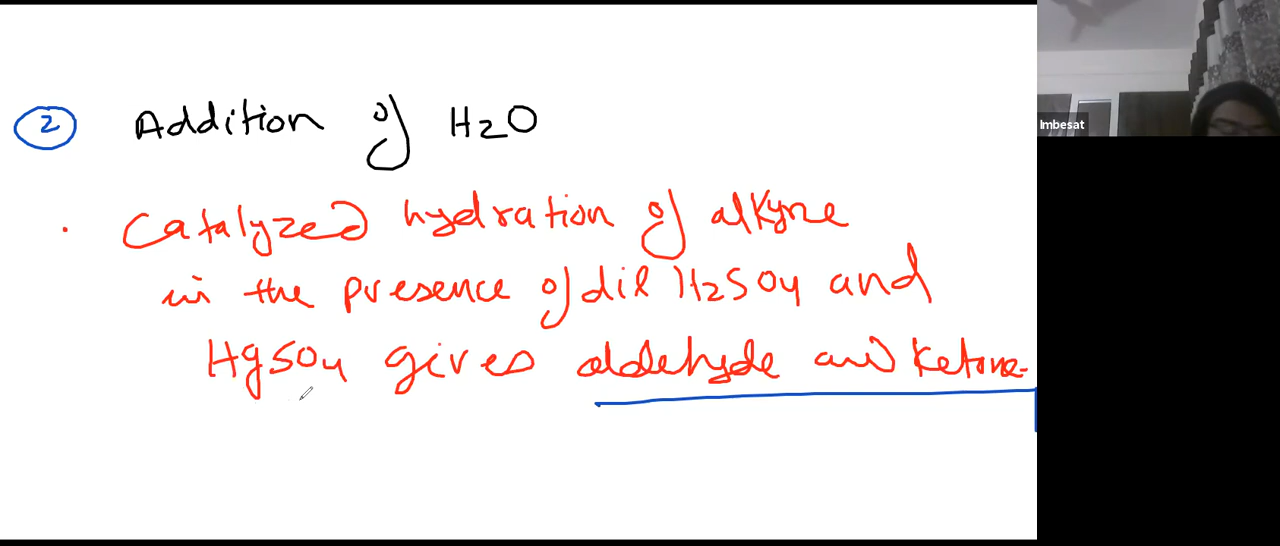 2 Addition of H2O
Imbesat
. Catalyzed hydration of alkyne
in the presence of dil H2SO4 and
HgSO4 gives aldehyde and Ketone.